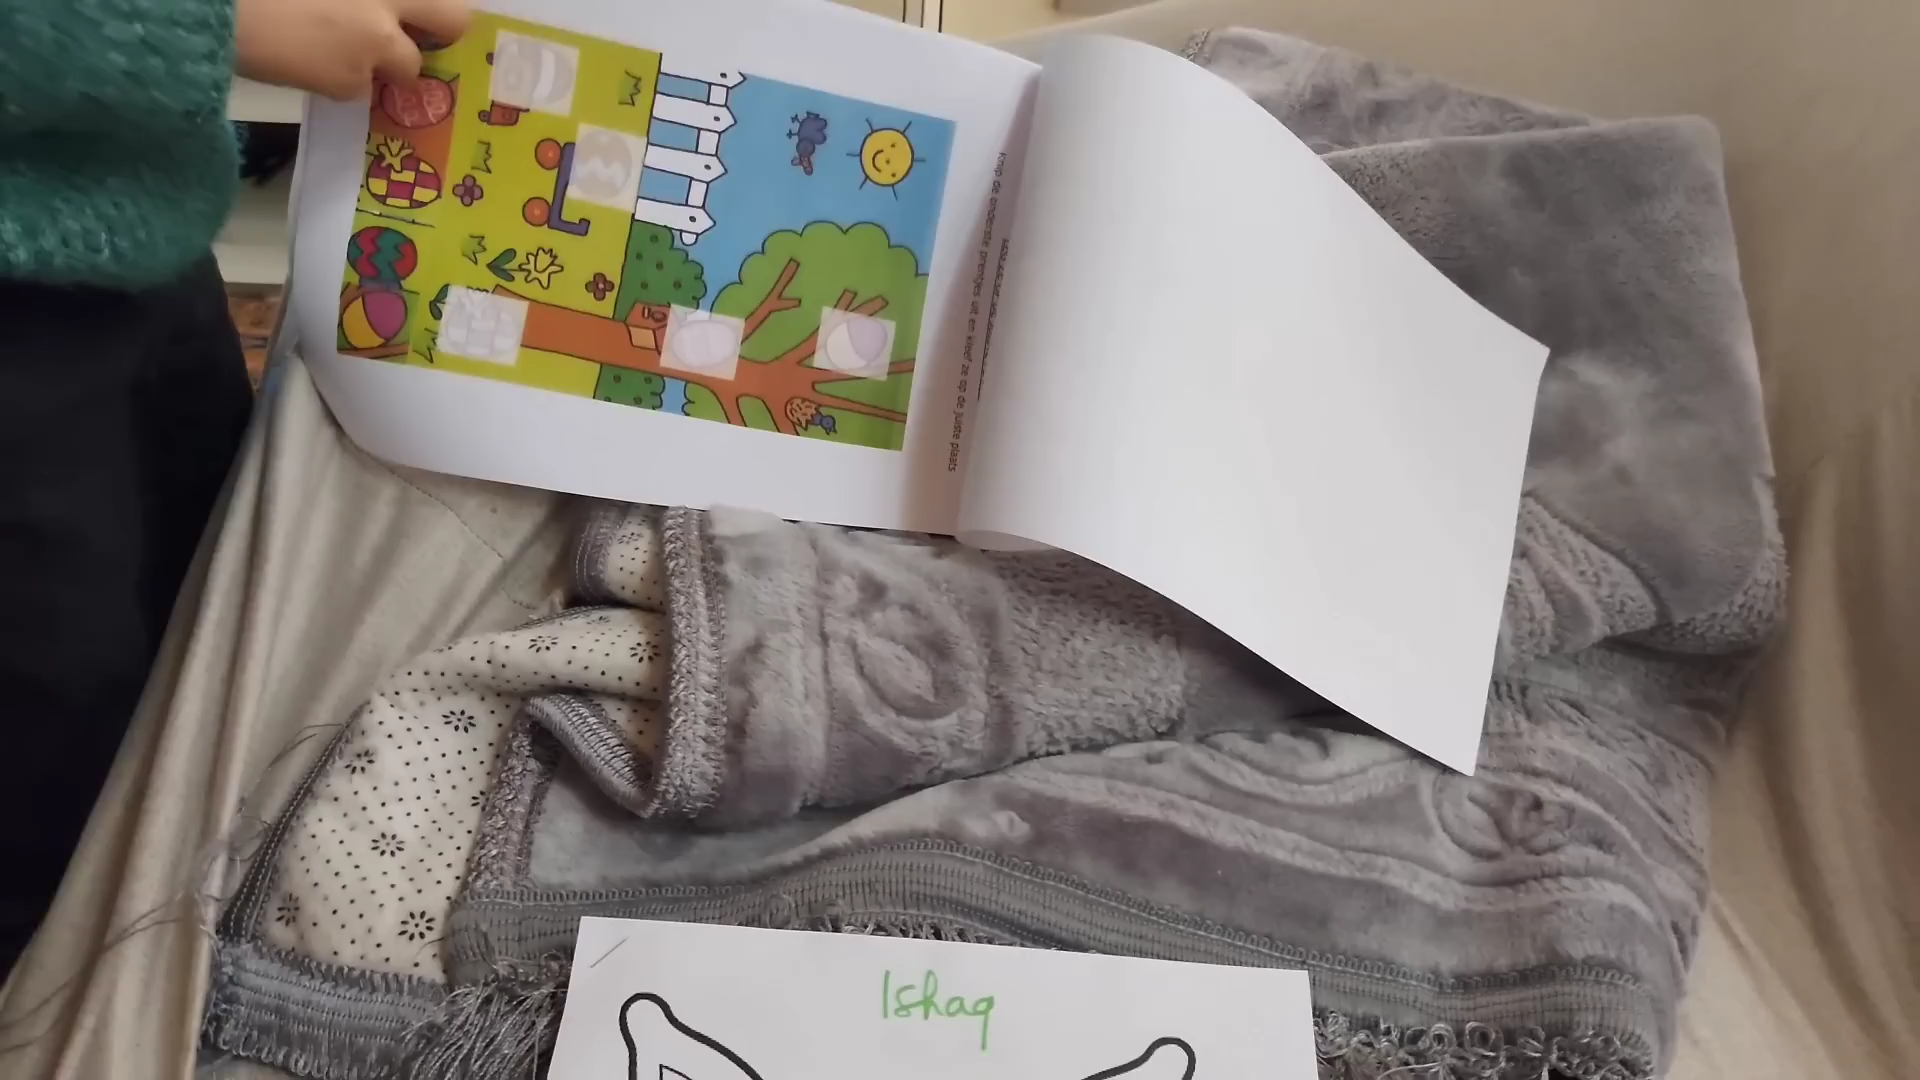 Knip de onderste prentjes uit en kleef ze op de juiste plaats
Ishaq